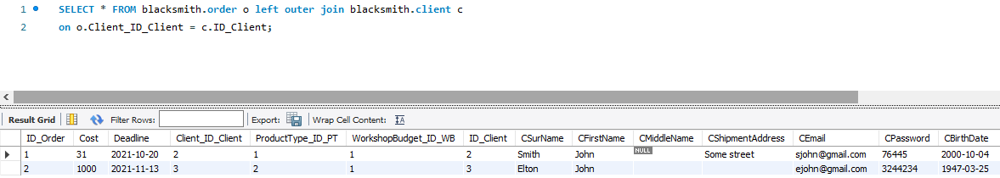 1 SELECT * FROM blacksmith.order o left outer join blacksmith.client c
2 on o.Client_ID_Client = c.ID_Client;
Result Grid Filter Rows: Export: Wrap Cell Content: IA
ID_Order Cost Deadline Client_ID_Client ProductType_ID_PT WorkshopBudget_ID_WB ID_Client CSurName CFirstName CMiddleName CShipmentAddress CEmail CPassword CBirthDate
1 31 2021-10-20 2 1 1 2 Smith John NULL Some street sjohn@gmail.com 76445 2000-10-04
2 1000 2021-11-13 3 2 1 3 Elton John ejohn@gmail.com 3244234 1947-03-25